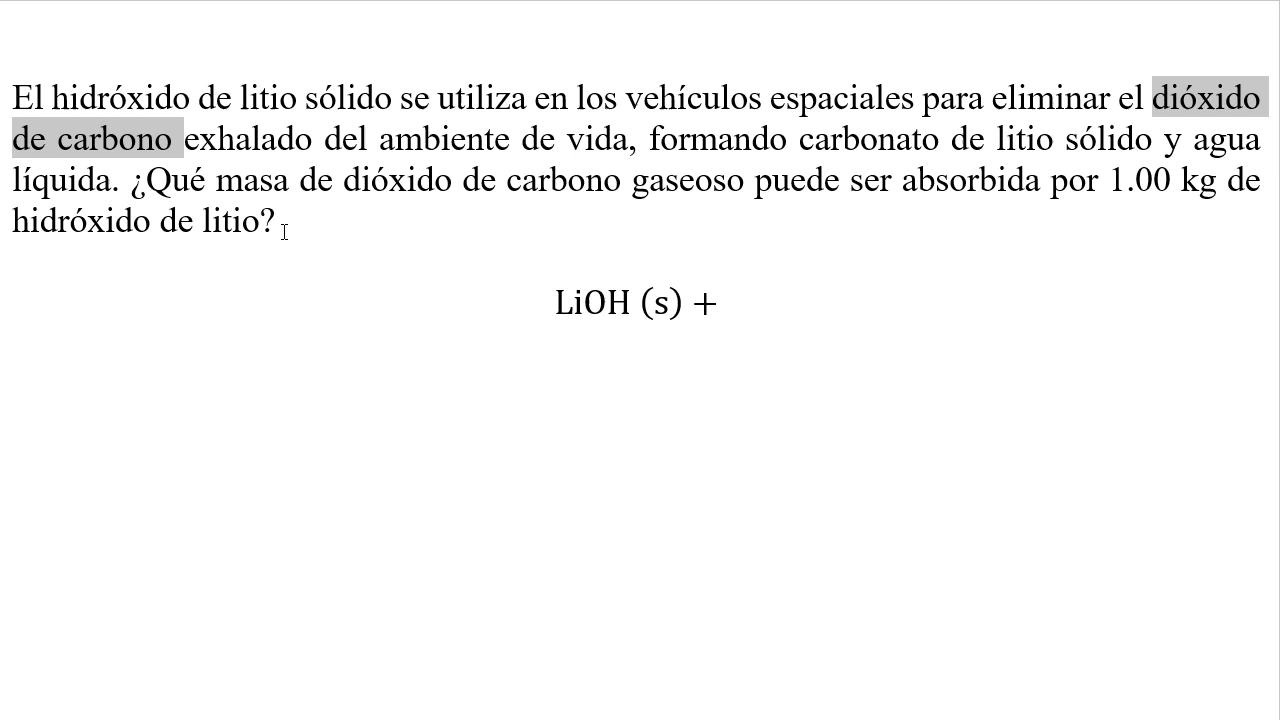 El hidróxido de litio sólido se utiliza en los vehículos espaciales para eliminar el dióxido
de carbono exhalado del ambiente de vida, formando carbonato de litio sólido y agua
líquida. ¿Qué masa de dióxido de carbono gaseoso puede ser absorbida por 1.00 kg de
hidróxido de litio?
LiOH (s) +